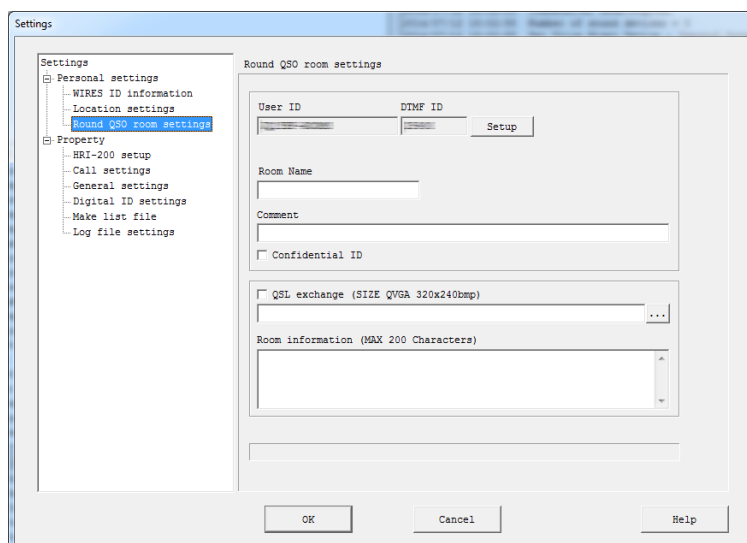 Settings
Settings
Personal settings
WIRES ID information
Location settings
Round QSO room settings
Property
HRI-200 setup
Call settings
General settings
Digital ID settings
Make list file
Log file settings
Round QSO room settings
User ID DTMF ID
Setup
Room Name
Comment
Confidential ID
QSL exchange (SIZE QVGA 320x240bmp)
...
Room information (MAX 200 Characters)
OK Cancel Help